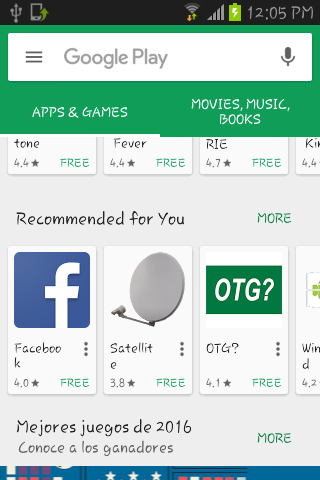 12:05 PM
Google Play
APPS & GAMES
MOVIES, MUSIC,
BOOKS
tone
Fever
RIE
Kin
4.4★ FREE
4.4★ FREE
4.7★ FREE
4.
Recommended for You MORE
f
OTG?
Faceboo
k
Satellit
e
OTG?
Win
d
4.0★ FREE
3.8★ FREE
4.1★ FREE
4.
Mejores juegos de 2016
Conoce a los ganadores
MORE